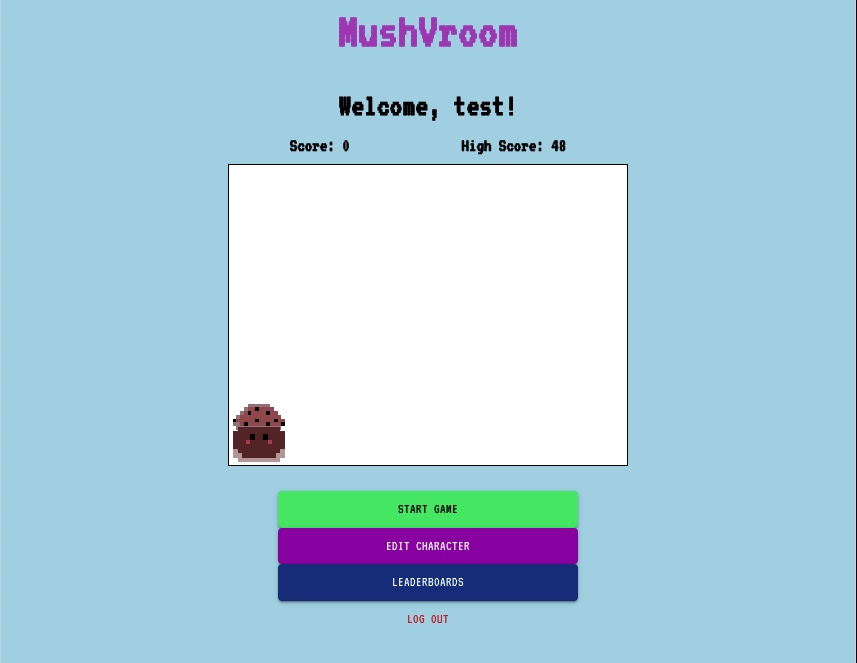 MushVroom
Welcome, test!
Score: 0 High Score: 48
START GAME
EDIT CHARACTER
LEADERBOARDS
LOG OUT